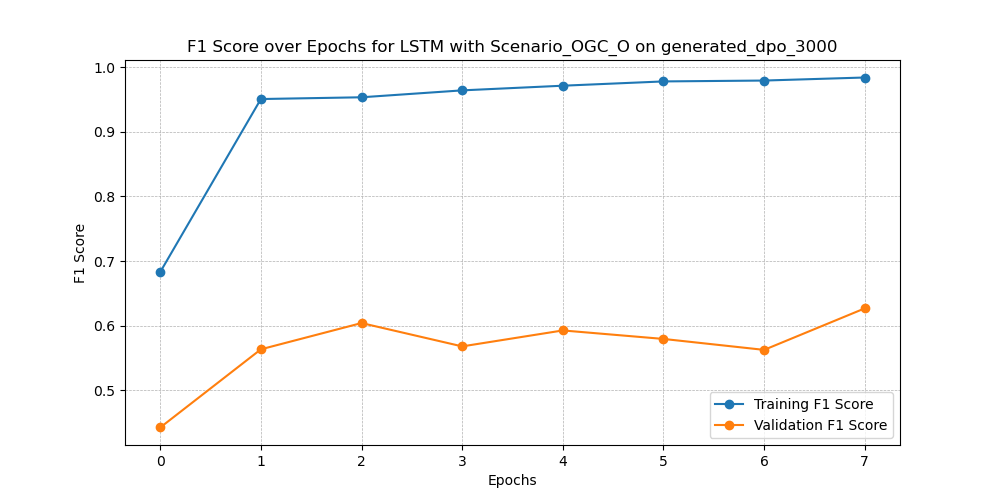 F1 Score over Epochs for LSTM with Scenario_OGC_O on generated_dpo_3000
1.0
0.9
0.8
0.7
0.6
0.5
F1 Score
0 1 2 3 4 5 6 7
Epochs
Training F1 Score
Validation F1 Score